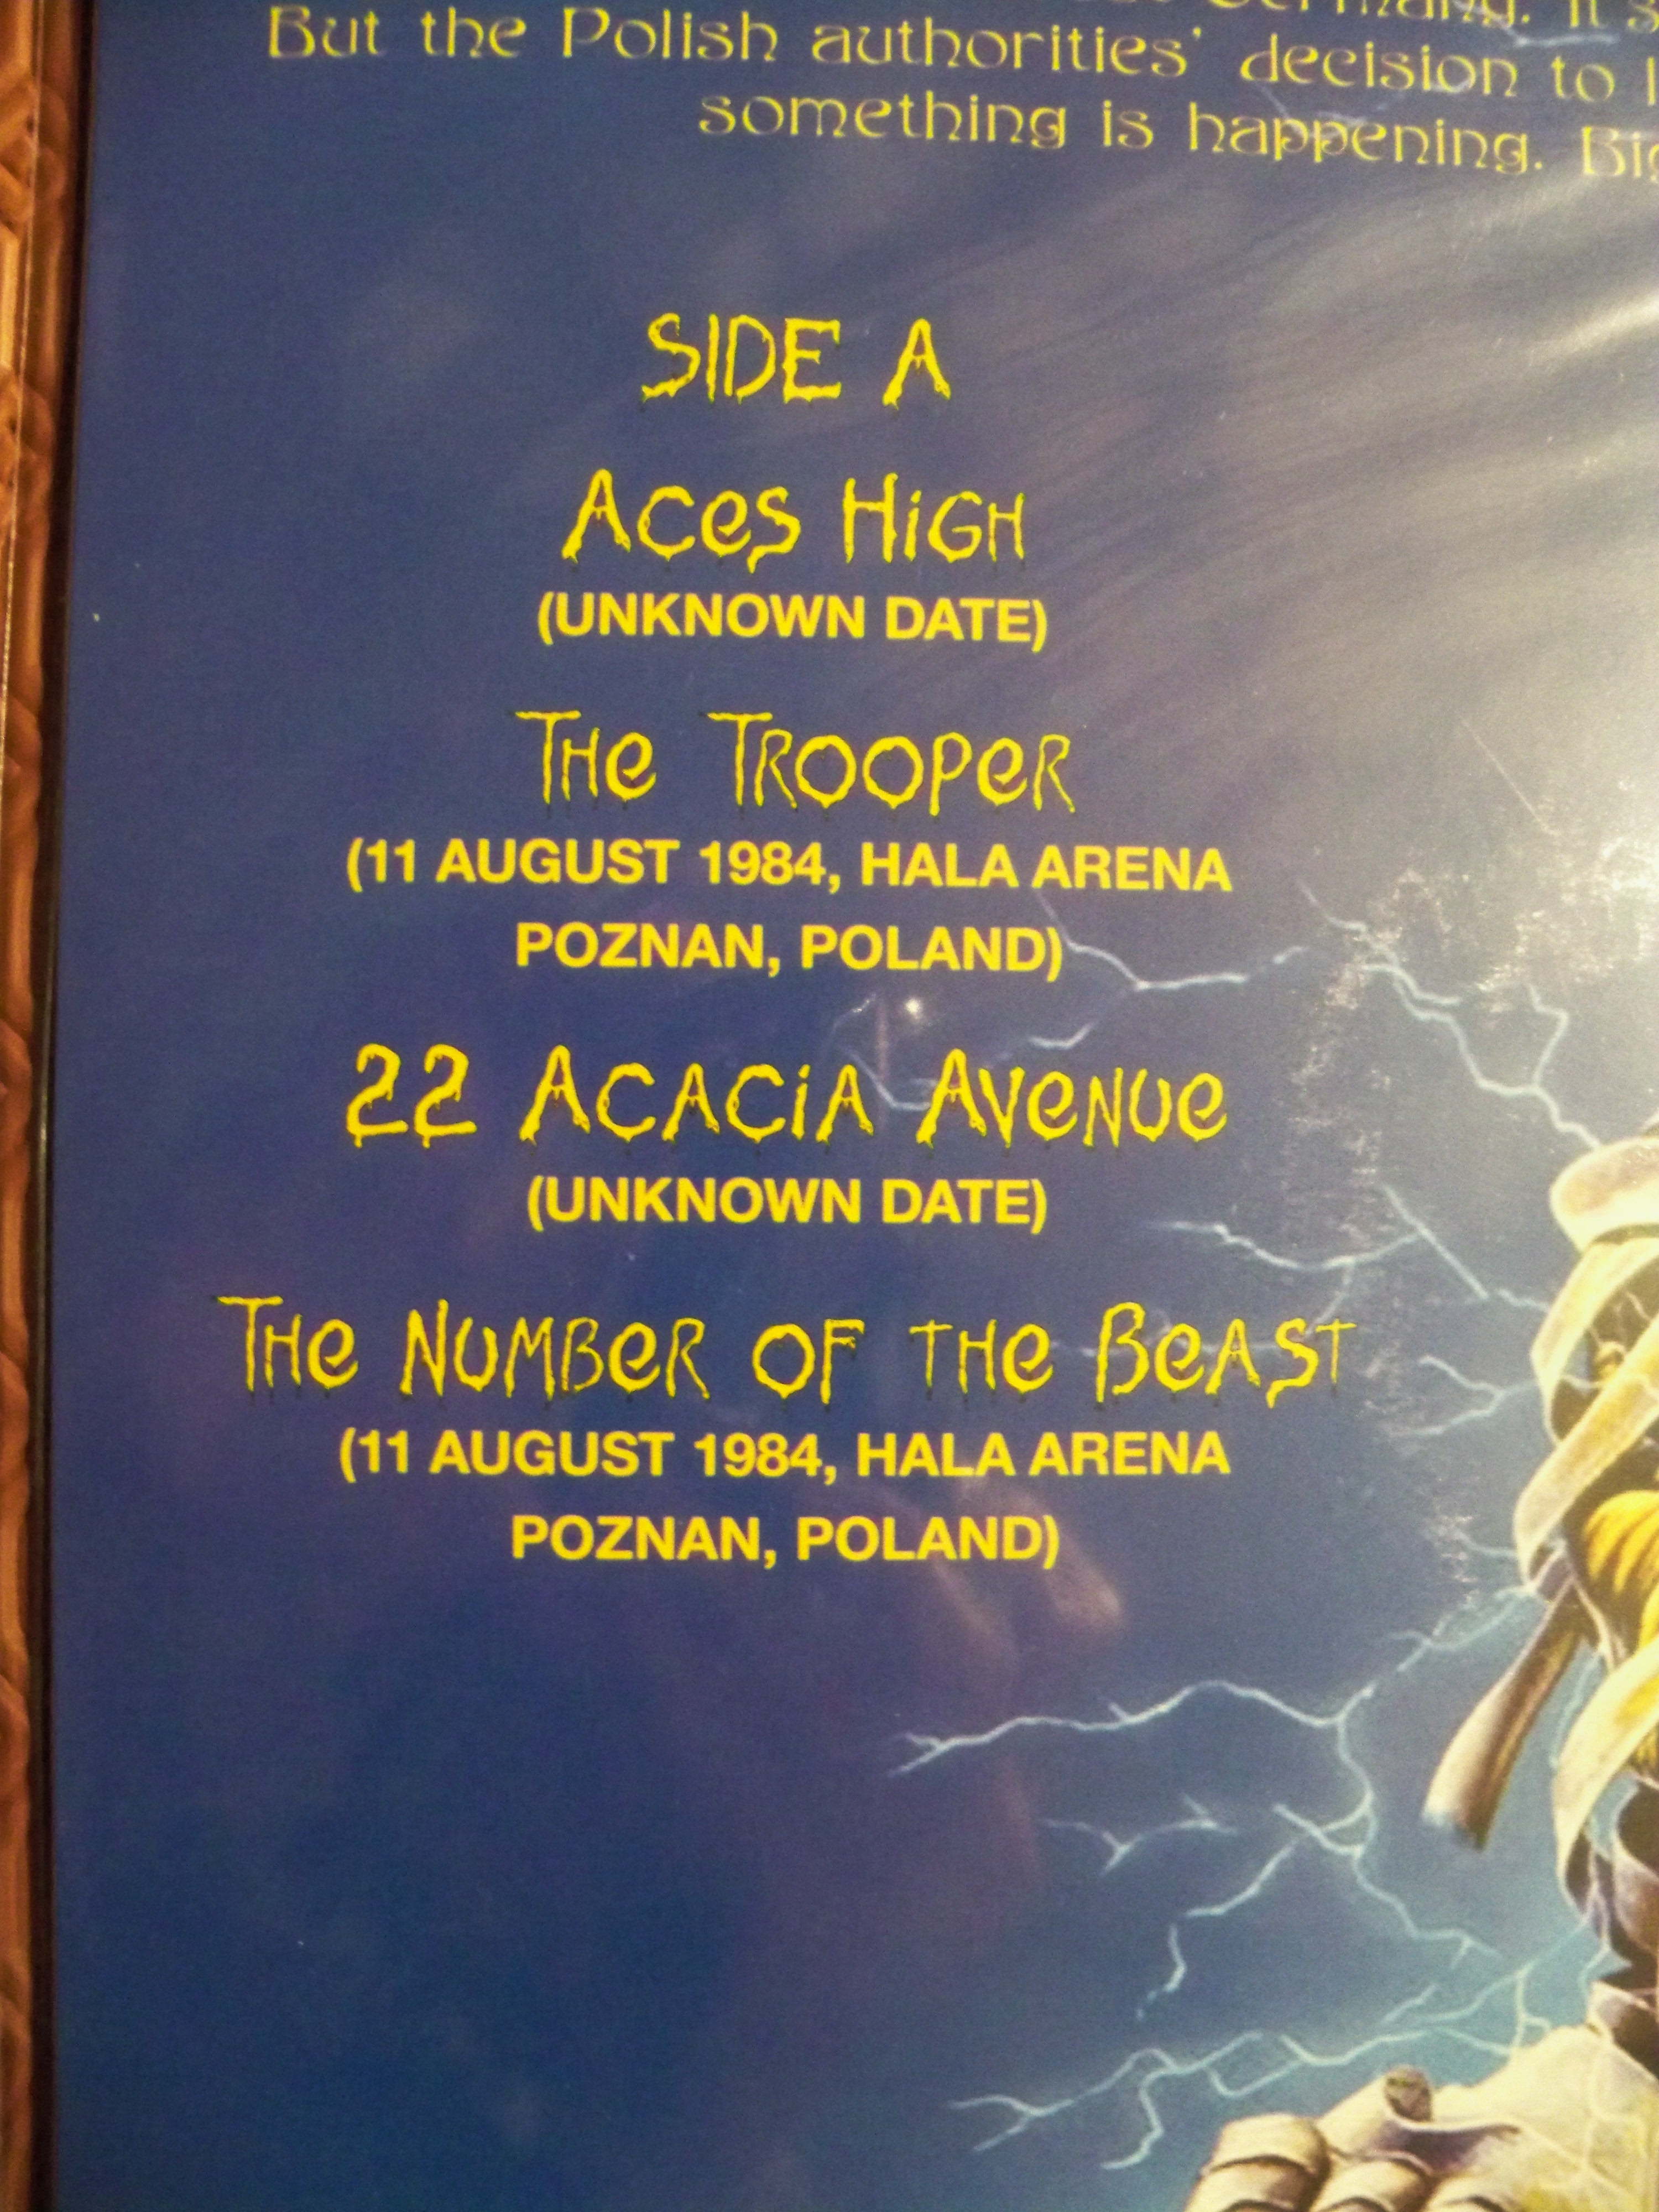 Germany. It's
But the Polish authorities' decision to
something is happening.
SIDE A
Aces High
(UNKNOWN DATE)
The Trooper
(11 AUGUST 1984, HALA ARENA
POZNAN, POLAND)
22 Acacia Avenue
(UNKNOWN DATE)
The Number of the Beast
(11 AUGUST 1984, HALA ARENA
POZNAN, POLAND)